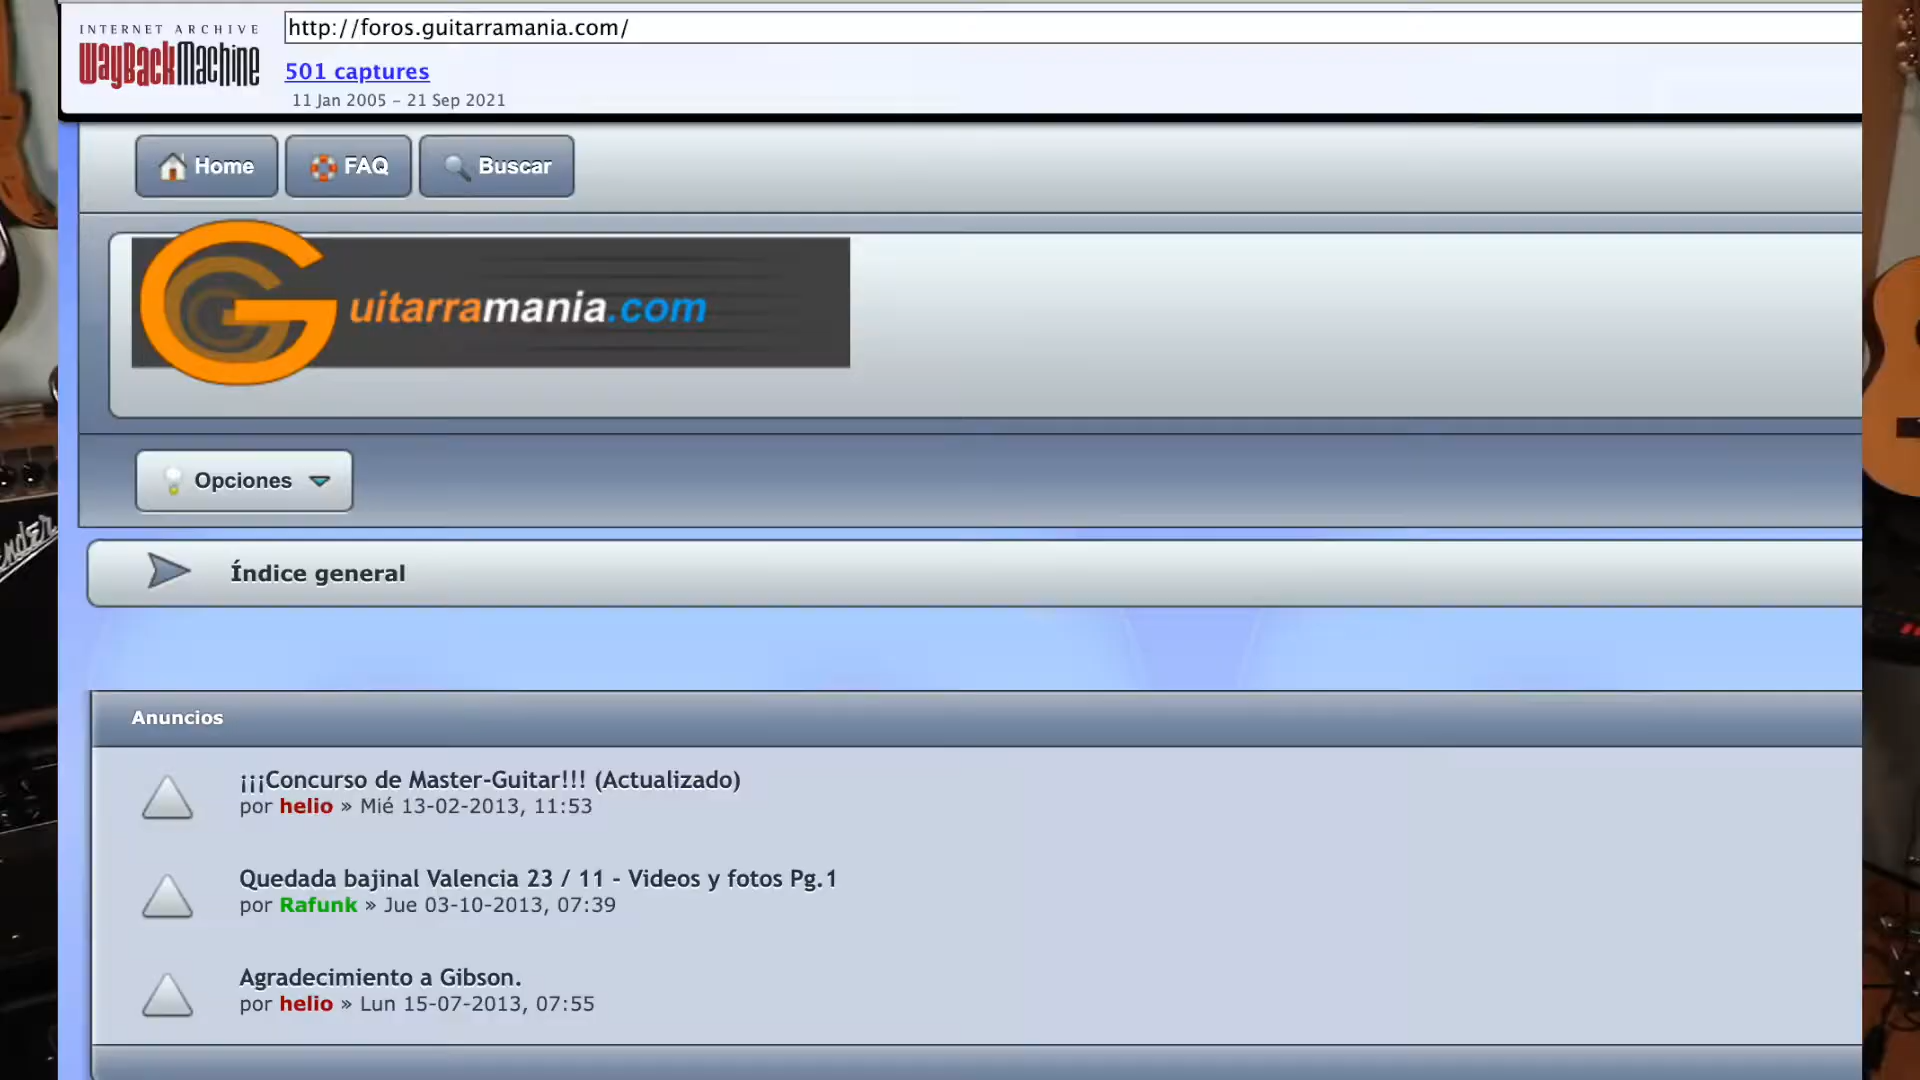 INTERNET ARCHIVE
WayBackMachine
http://foros.guitarramania.com/
501 captures
11 Jan 2005 – 21 Sep 2021
Home
FAQ
Buscar
Guitarramania.com
Opciones
Índice general
Anuncios
¡¡¡Concurso de Master-Guitar!!! (Actualizado)
por helio » Mié 13-02-2013, 11:53
Quedada bajinal Valencia 23 / 11 - Videos y fotos Pg.1
por Rafunk » Jue 03-10-2013, 07:39
Agradecimiento a Gibson.
por helio » Lun 15-07-2013, 07:55
ender